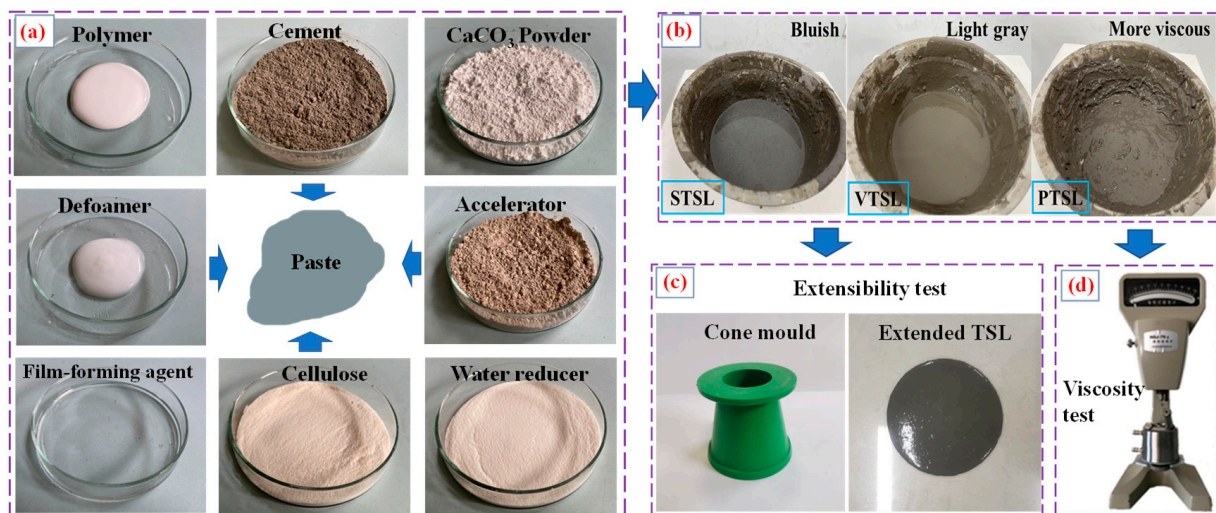 (a)
Polymer
Cement
CaCO3 Powder
Defoamer
Paste
Accelerator
Film-forming agent
Cellulose
Water reducer
(b)
Bluish
Light gray
More viscous
STSL
VTSL
PTSL
(c)
Extensibility test
Cone mould
Extended TSL
(d)
Viscosity
test